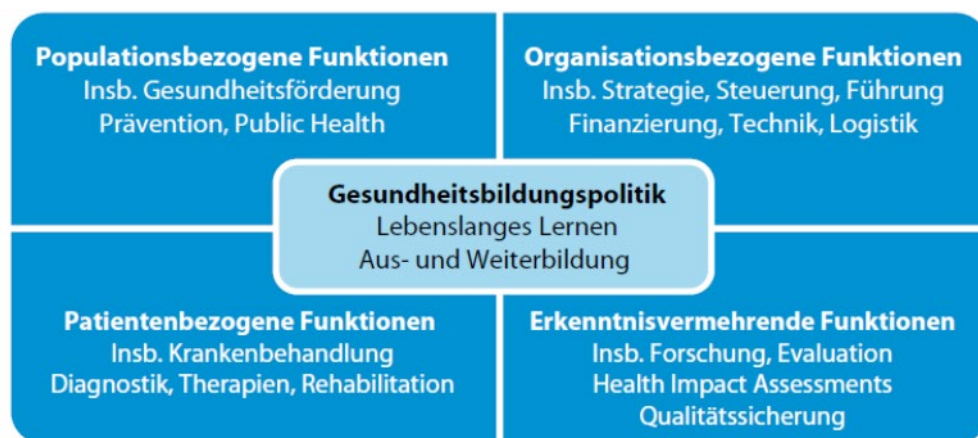 Populationsbezogene Funktionen
Insb. Gesundheitsförderung
Prävention, Public Health
Organisationsbezogene Funktionen
Insb. Strategie, Steuerung, Führung
Finanzierung, Technik, Logistik
Gesundheitsbildungspolitik
Lebenslanges Lernen
Aus- und Weiterbildung
Patientenbezogene Funktionen
Insb. Krankenbehandlung
Diagnostik, Therapien, Rehabilitation
Erkenntnisvermehrende Funktionen
Insb. Forschung, Evaluation
Health Impact Assessments
Qualitätssicherung